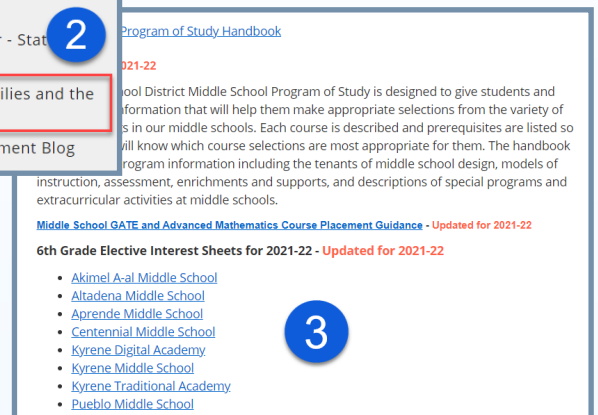 r - Stat
2
ilies and the
ment Blog
Program of Study Handbook
021-22
ool District Middle School Program of Study is designed to give students and
formation that will help them make appropriate selections from the variety of
s in our middle schools. Each course is described and prerequisites are listed so
will know which course selections are most appropriate for them. The handbook
rogram information including the tenants of middle school design, models of
instruction, assessment, enrichments and supports, and descriptions of special programs and
extracurricular activities at middle schools.
Middle School GATE and Advanced Mathematics Course Placement Guidance - Updated for 2021-22
6th Grade Elective Interest Sheets for 2021-22 - Updated for 2021-22
• Akimel A-al Middle School
• Altadena Middle School
• Aprende Middle School
• Centennial Middle School
• Kyrene Digital Academy
• Kyrene Middle School
• Kyrene Traditional Academy
• Pueblo Middle School
3